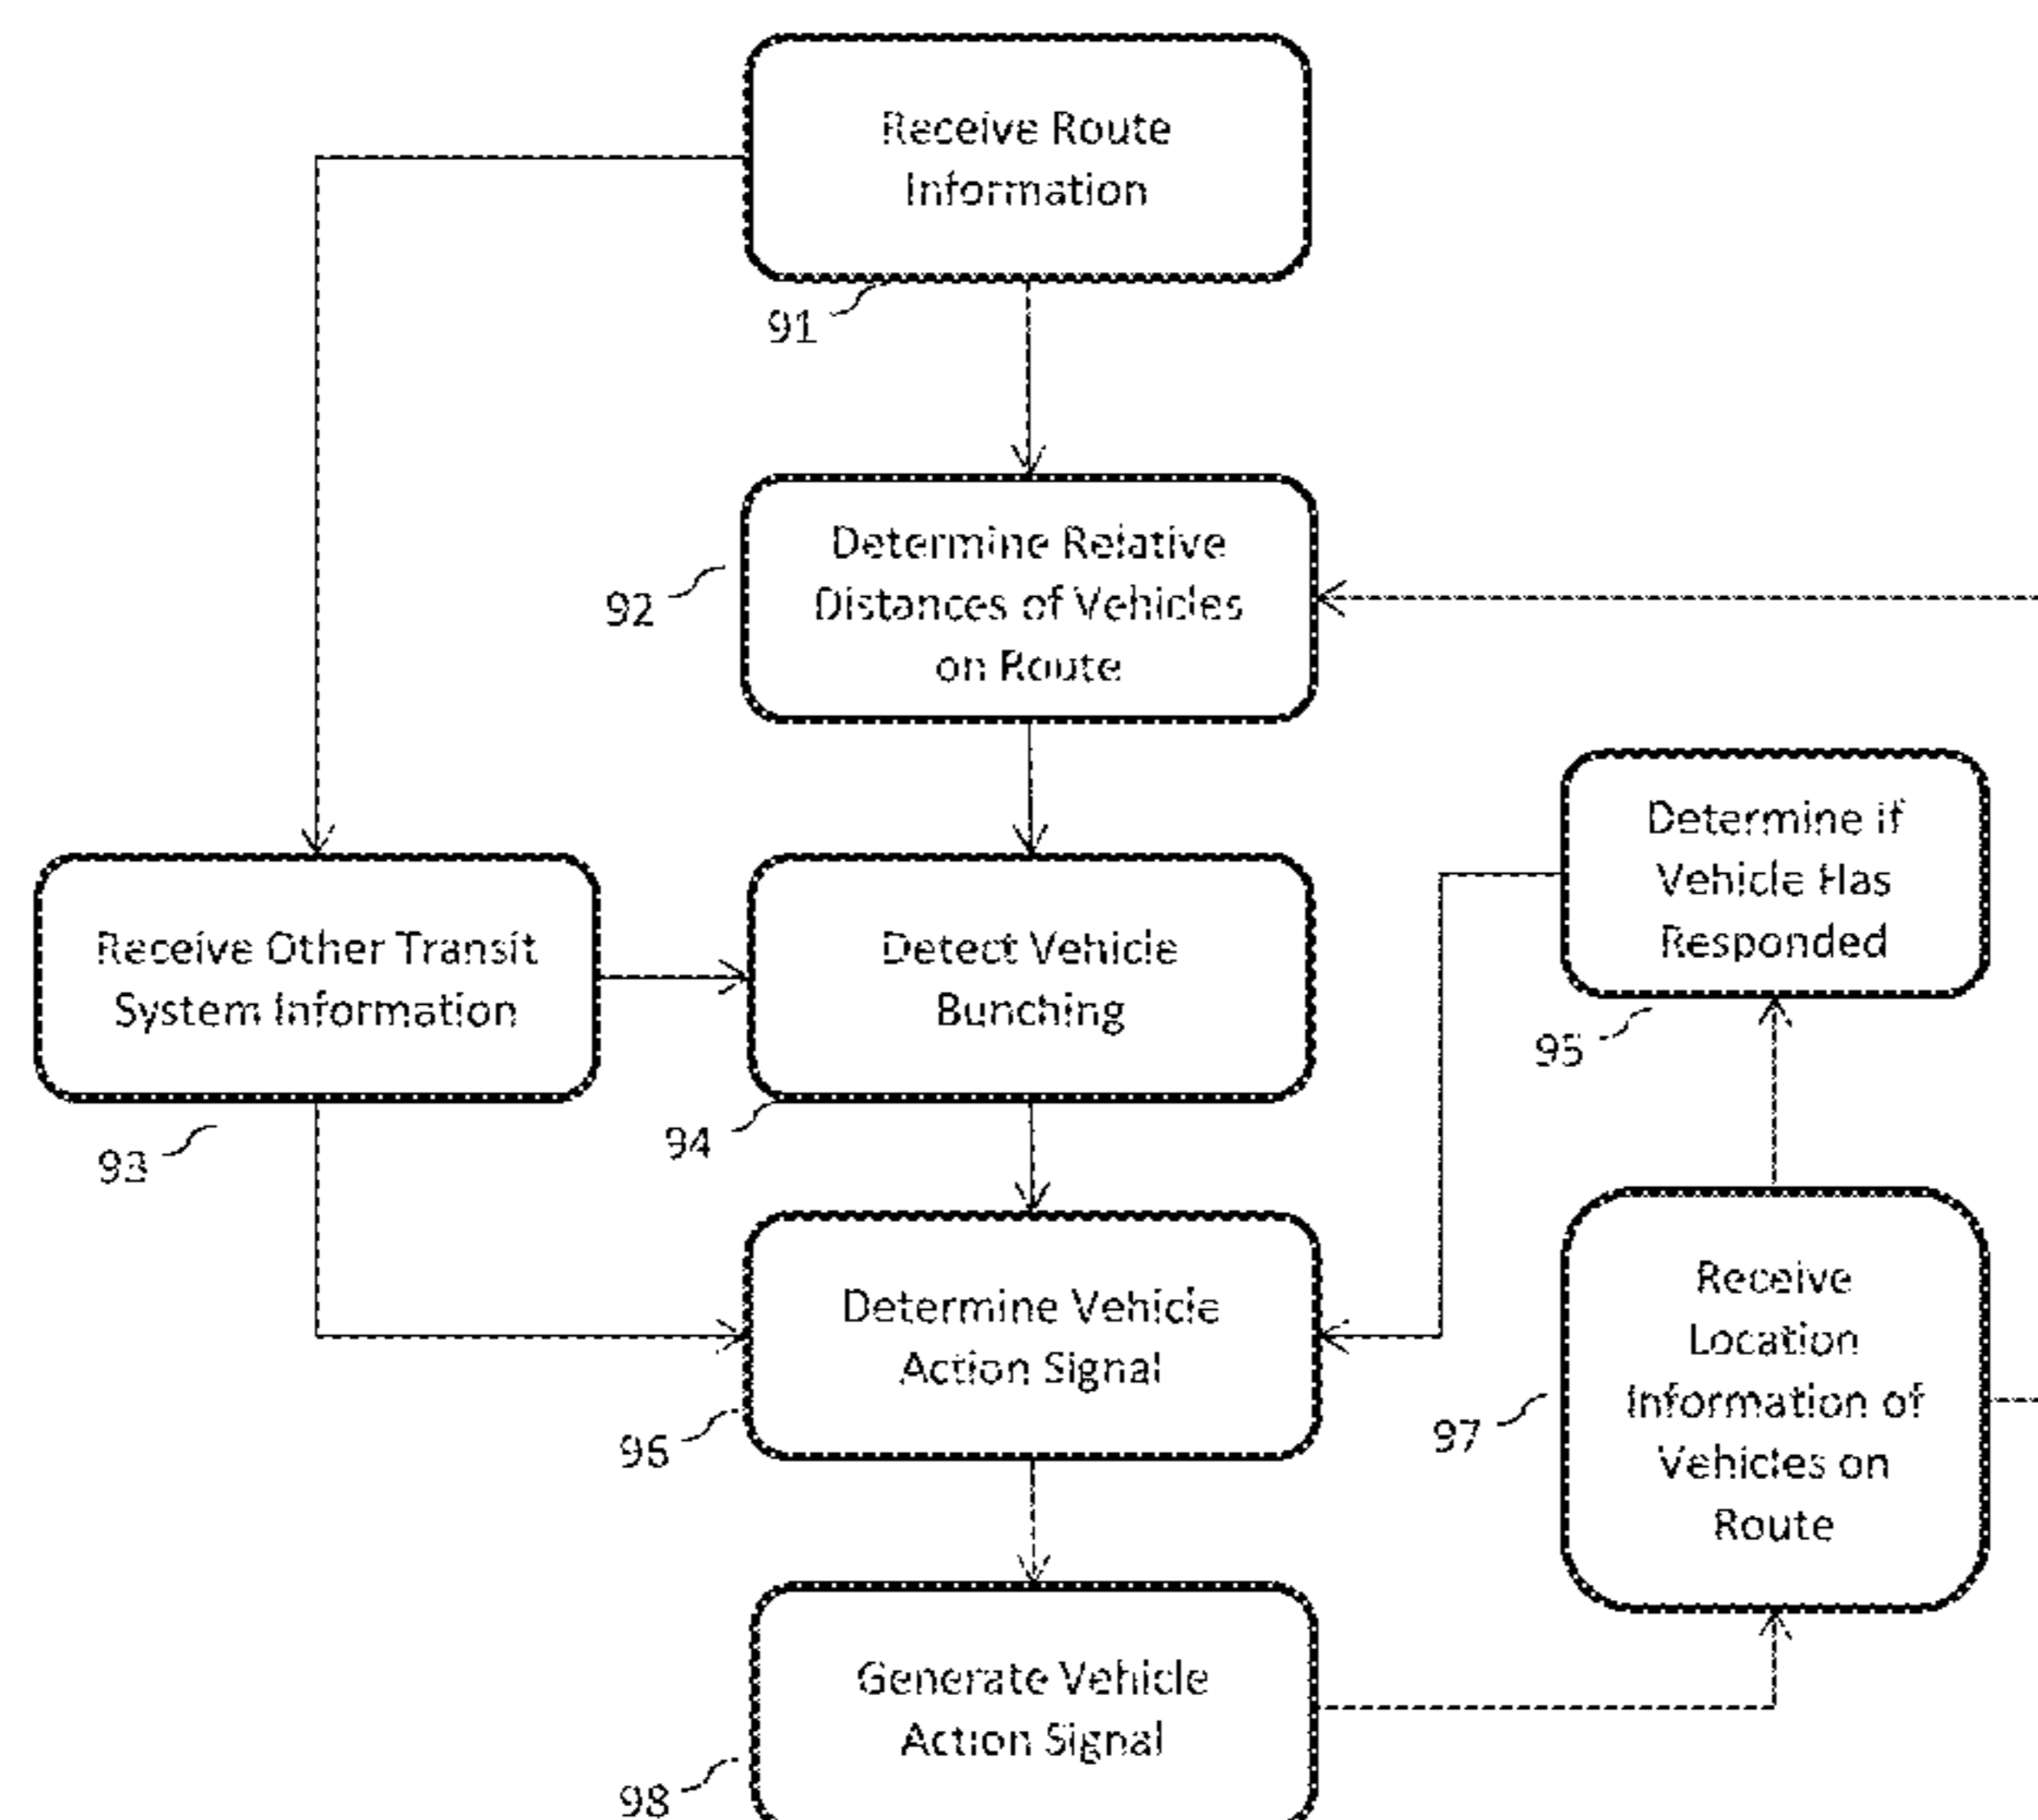 Receive Route
Information
91
Determine Relative
Distances of Vehicles
on Route
92
Determine if
Vehicle Has
Responded
95
Receive Other Transit
System Information
93
Detect Vehicle
Bunching
94
Determine Vehicle
Action Signal
96
Receive
Location
Information of
Vehicles on
Route
97
Generate Vehicle
Action Signal
98